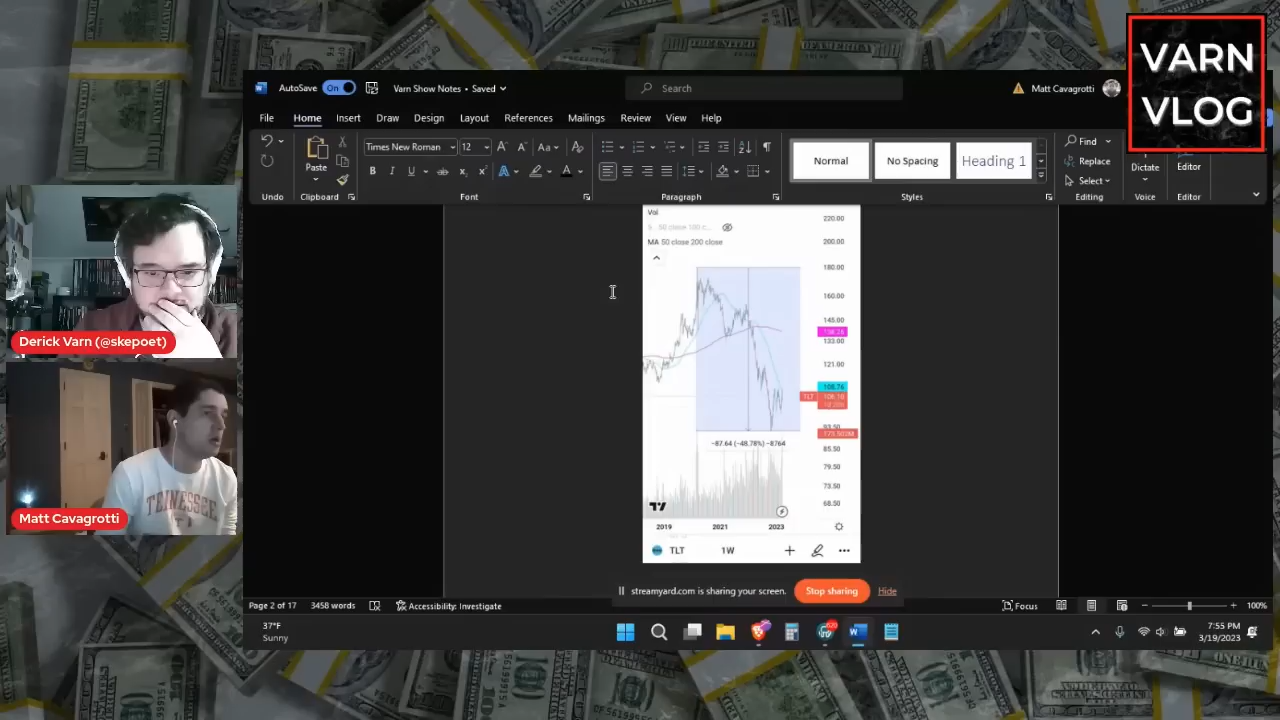 VARN
VLOG
AutoSave On Varn Show Notes • Saved Search Matt Cavagrotti
File Home Insert Draw Design Layout References Mailings Review View Help
Times New Roman 12 Aa
Paste
B I U
Normal No Spacing Heading 1
Find
Replace
Select
Dictate Editor
Undo Clipboard Font Paragraph Styles Editing Voice Editor
Vol
MA 50 close 200 close
220.00
200.00
180.00
160.00
145.00
133.00
121.00
108.76
TLT 106.10
−87.64 (−48.78%) −8764
85.50
79.50
73.50
68.50
2019 2021 2023
TLT 1W
Derick Varn (@skepoet)
TENNESSEE
Matt Cavagrotti
streamyard.com is sharing your screen. Stop sharing Hide
Page 2 of 17 3458 words Accessibility: Investigate Focus 100%
37°F
Sunny
7:55 PM
3/19/2023